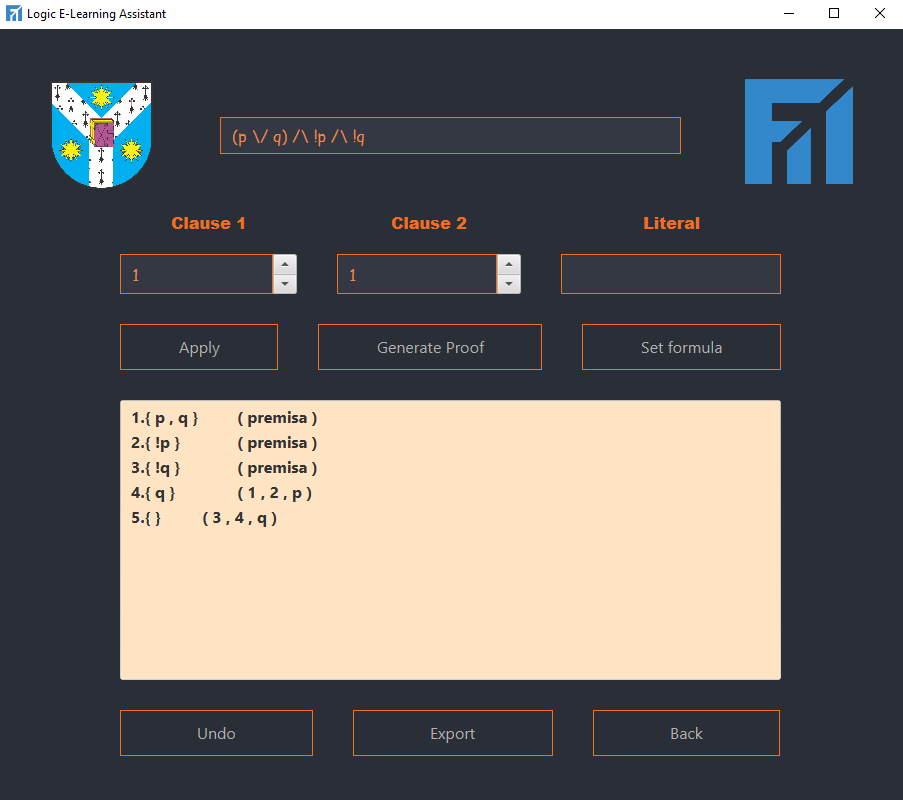 Logic E-Learning Assistant
(p \/ q) /\ !p /\ !q
Clause 1 Clause 2 Literal
1 1
Apply Generate Proof Set formula
1.{ p , q } ( premisa )
2.{ !p } ( premisa )
3.{ !q } ( premisa )
4.{ q } ( 1 , 2 , p )
5.{ } ( 3 , 4 , q )
Undo Export Back